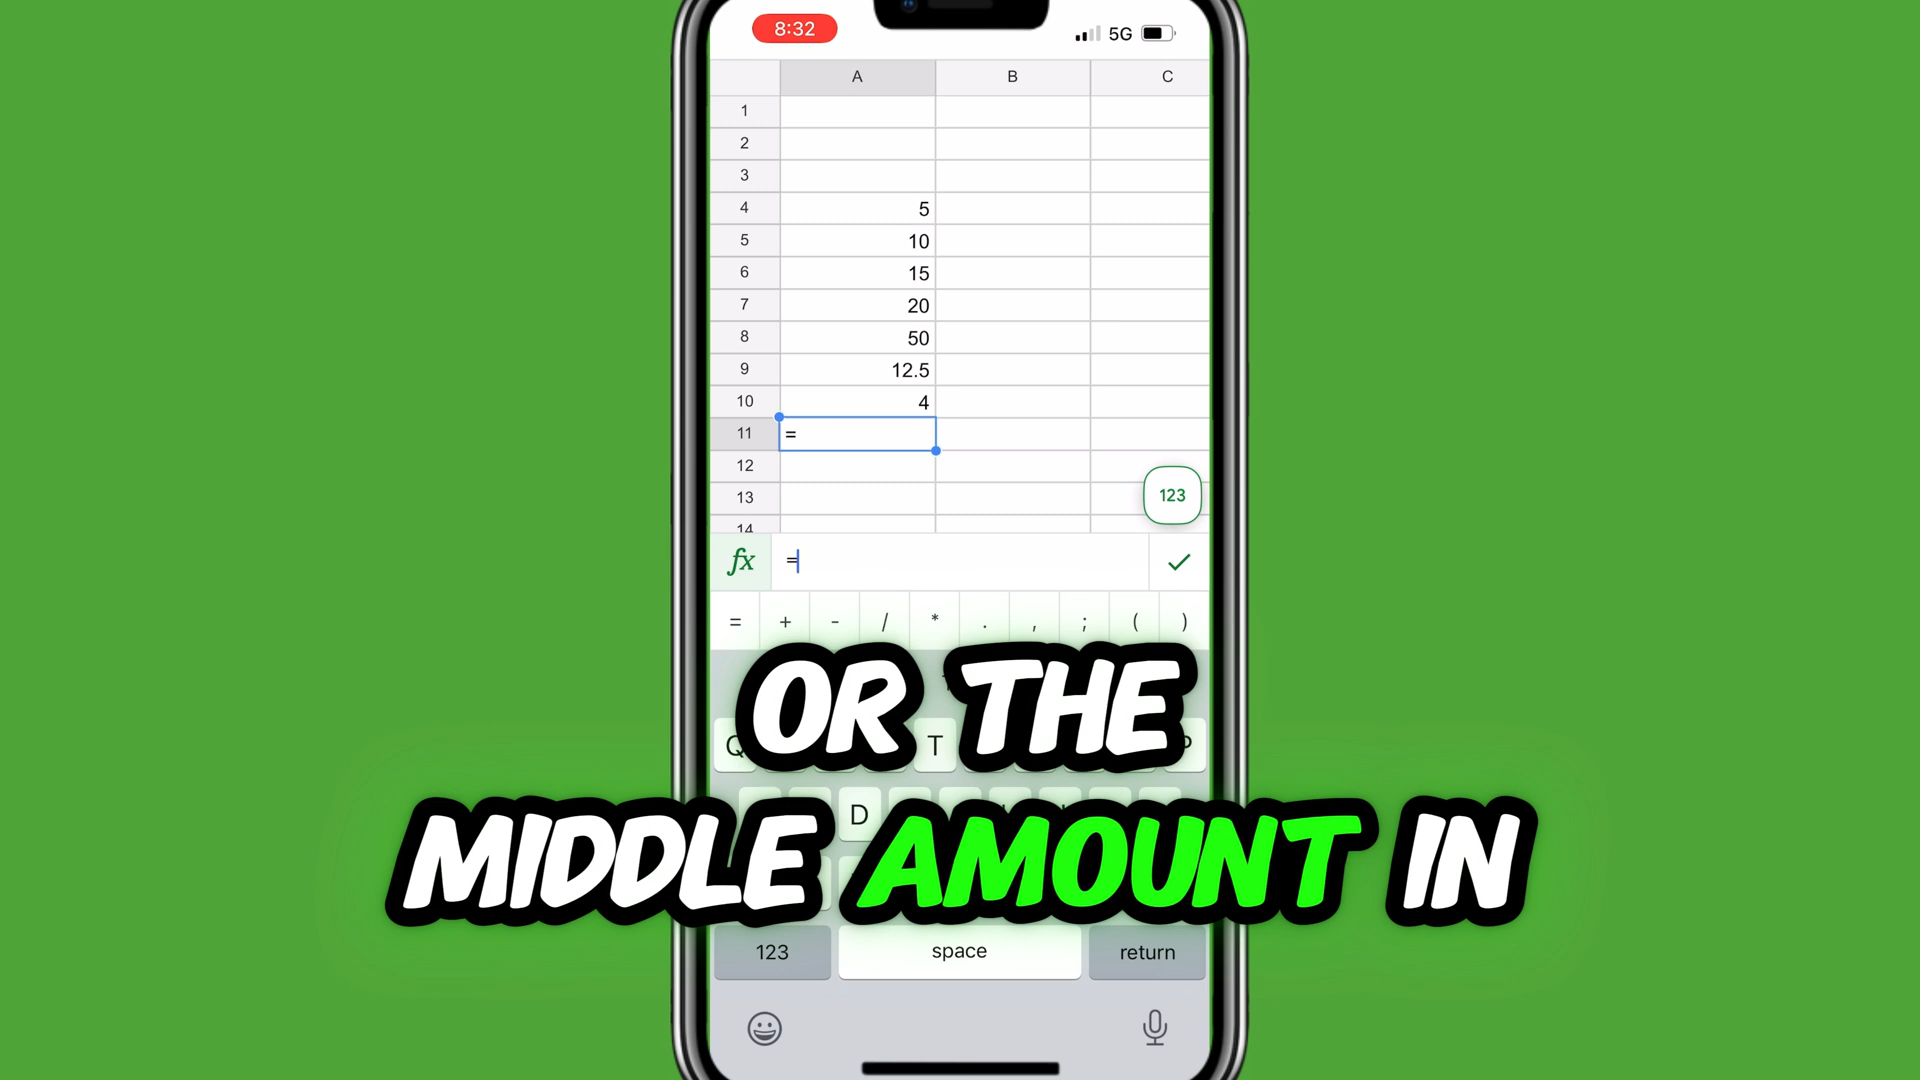 8:32 5G
A B C
1
2
3
4 5
5 10
6 15
7 20
8 50
9 12.5
10 4
11 =
12
13 123
14
fx =
= + - / * . , ; ( )
OR THE
Q T P
D
MIDDLE AMOUNT IN
123 space return